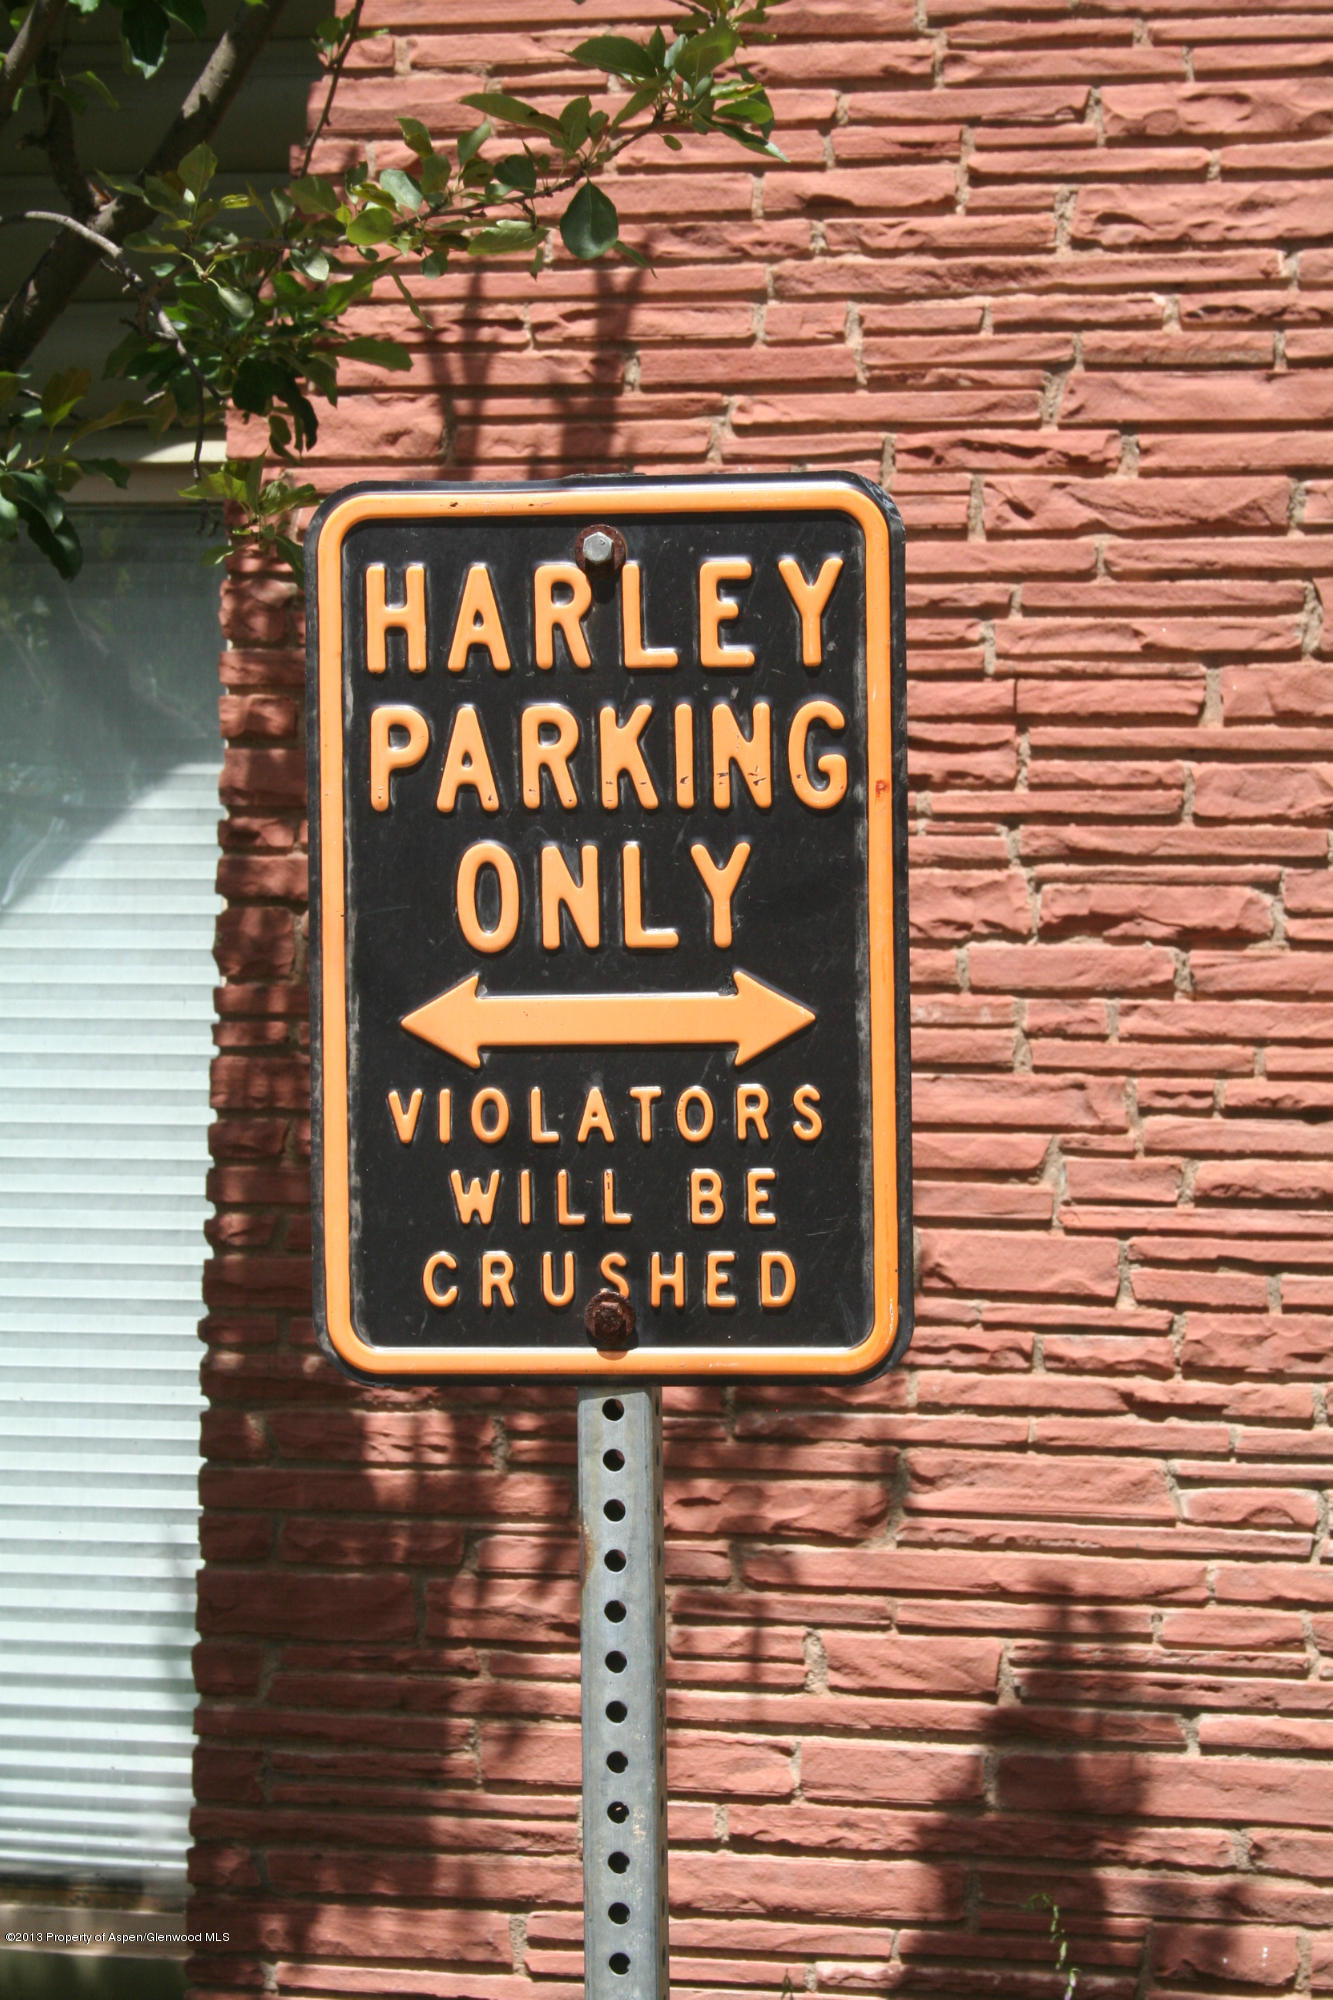 HARLEY
PARKING
ONLY
VIOLATORS
WILL BE
CRUSHED
©2013 Property of Aspen/Glenwood MLS